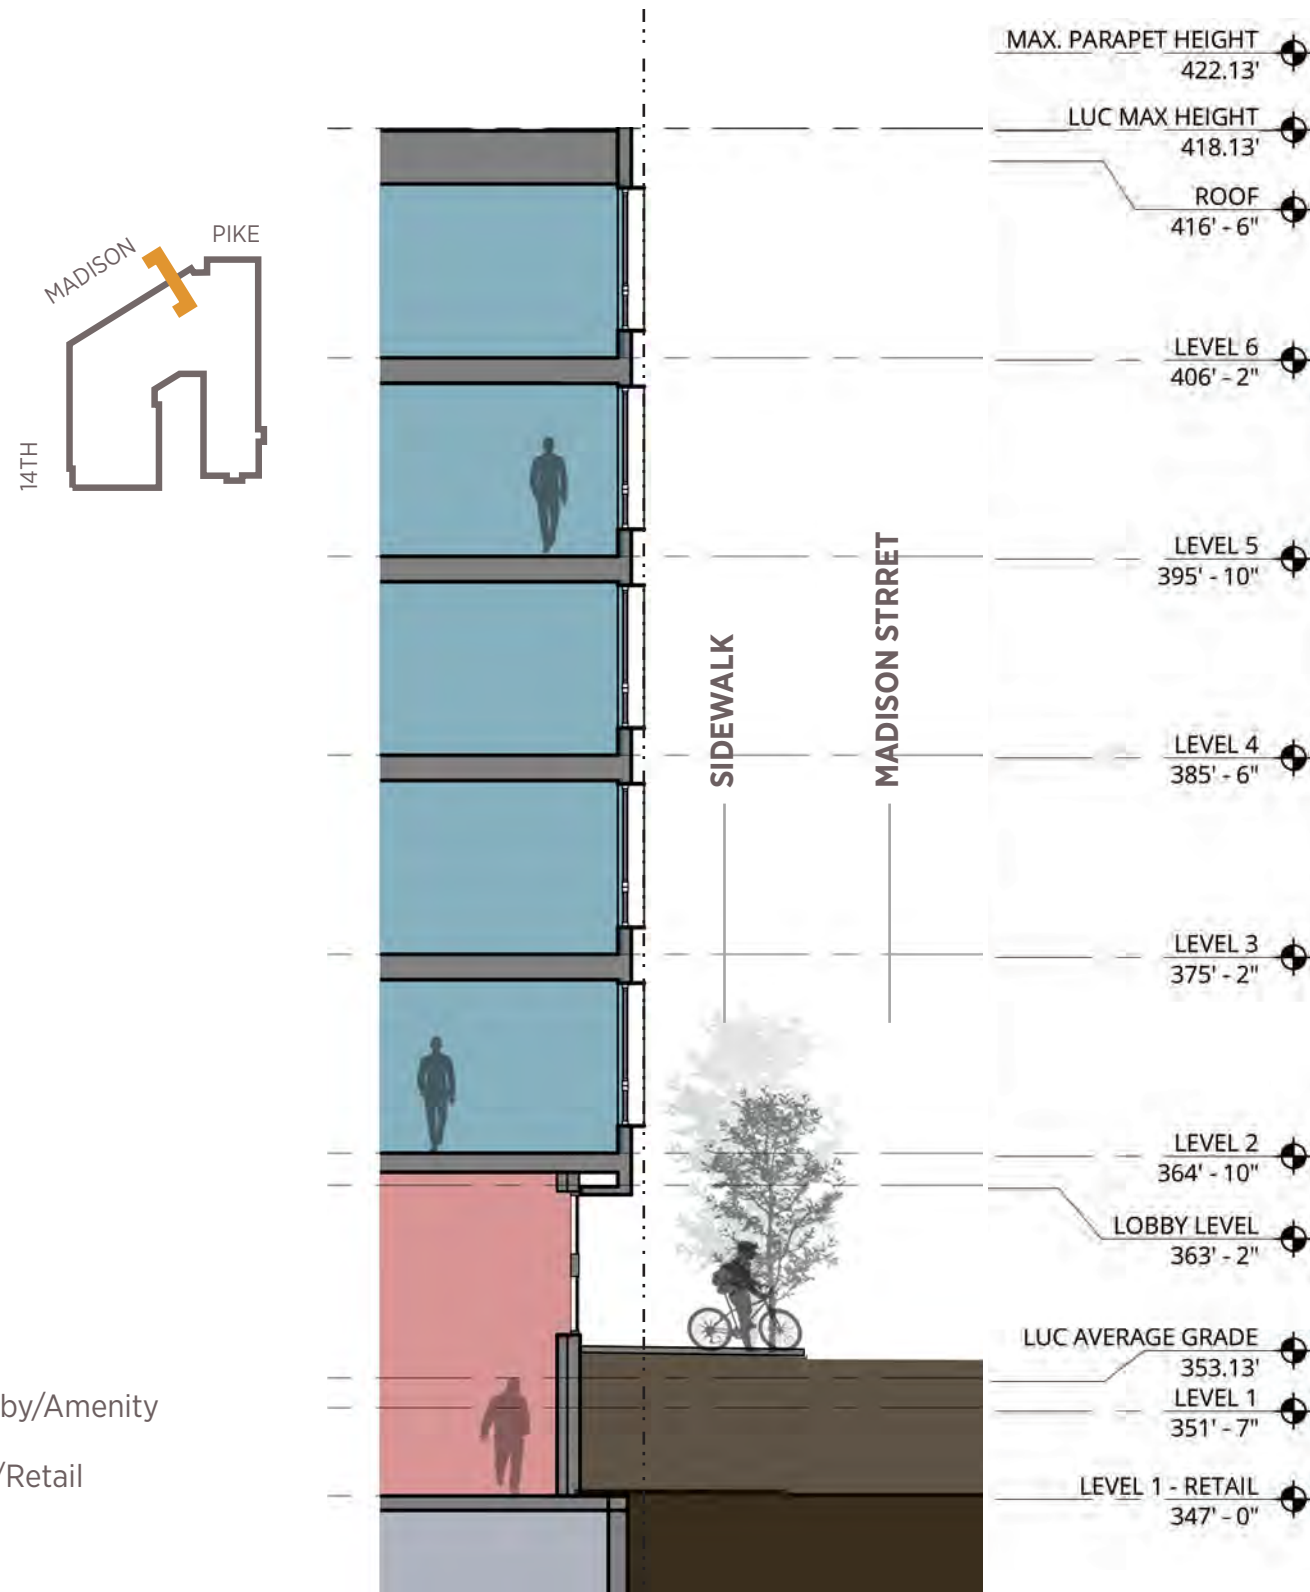 MAX. PARAPET HEIGHT
422.13'
LUC MAX HEIGHT
418.13'
ROOF
416' - 6"
PIKE
MADISON
14TH
LEVEL 6
406' - 2"
LEVEL 5
395' - 10"
SIDEWALK
MADISON STRRET
LEVEL 4
385' - 6"
LEVEL 3
375' - 2"
LEVEL 2
364' - 10"
LOBBY LEVEL
363' - 2"
LUC AVERAGE GRADE
353.13'
LEVEL 1
351' - 7"
by/Amenity
/Retail
LEVEL 1 - RETAIL
347' - 0"